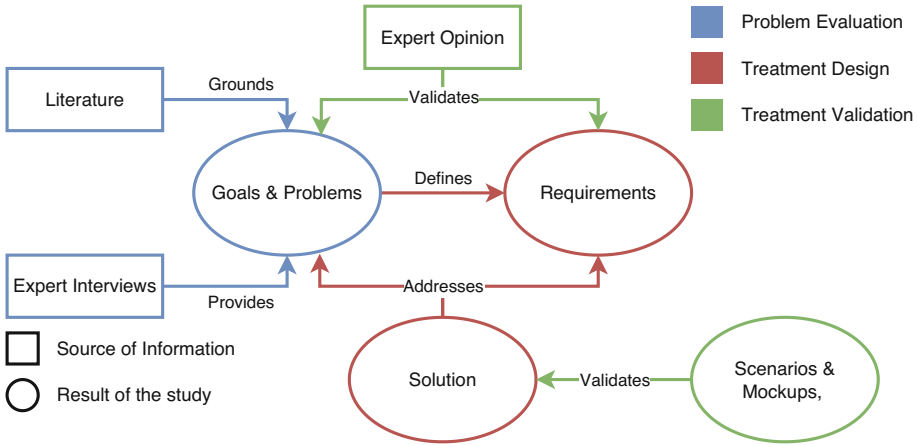 Expert Opinion
Problem Evaluation
Treatment Design
Treatment Validation
Literature
Grounds
Validates
Goals & Problems
Defines
Requirements
Expert Interviews
Provides
Addresses
Source of Information
Result of the study
Solution
Validates
Scenarios &
Mockups,